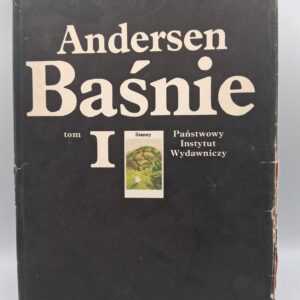 Andersen
Baśnie
tom I
Państwowy
Instytut
Wydawniczy